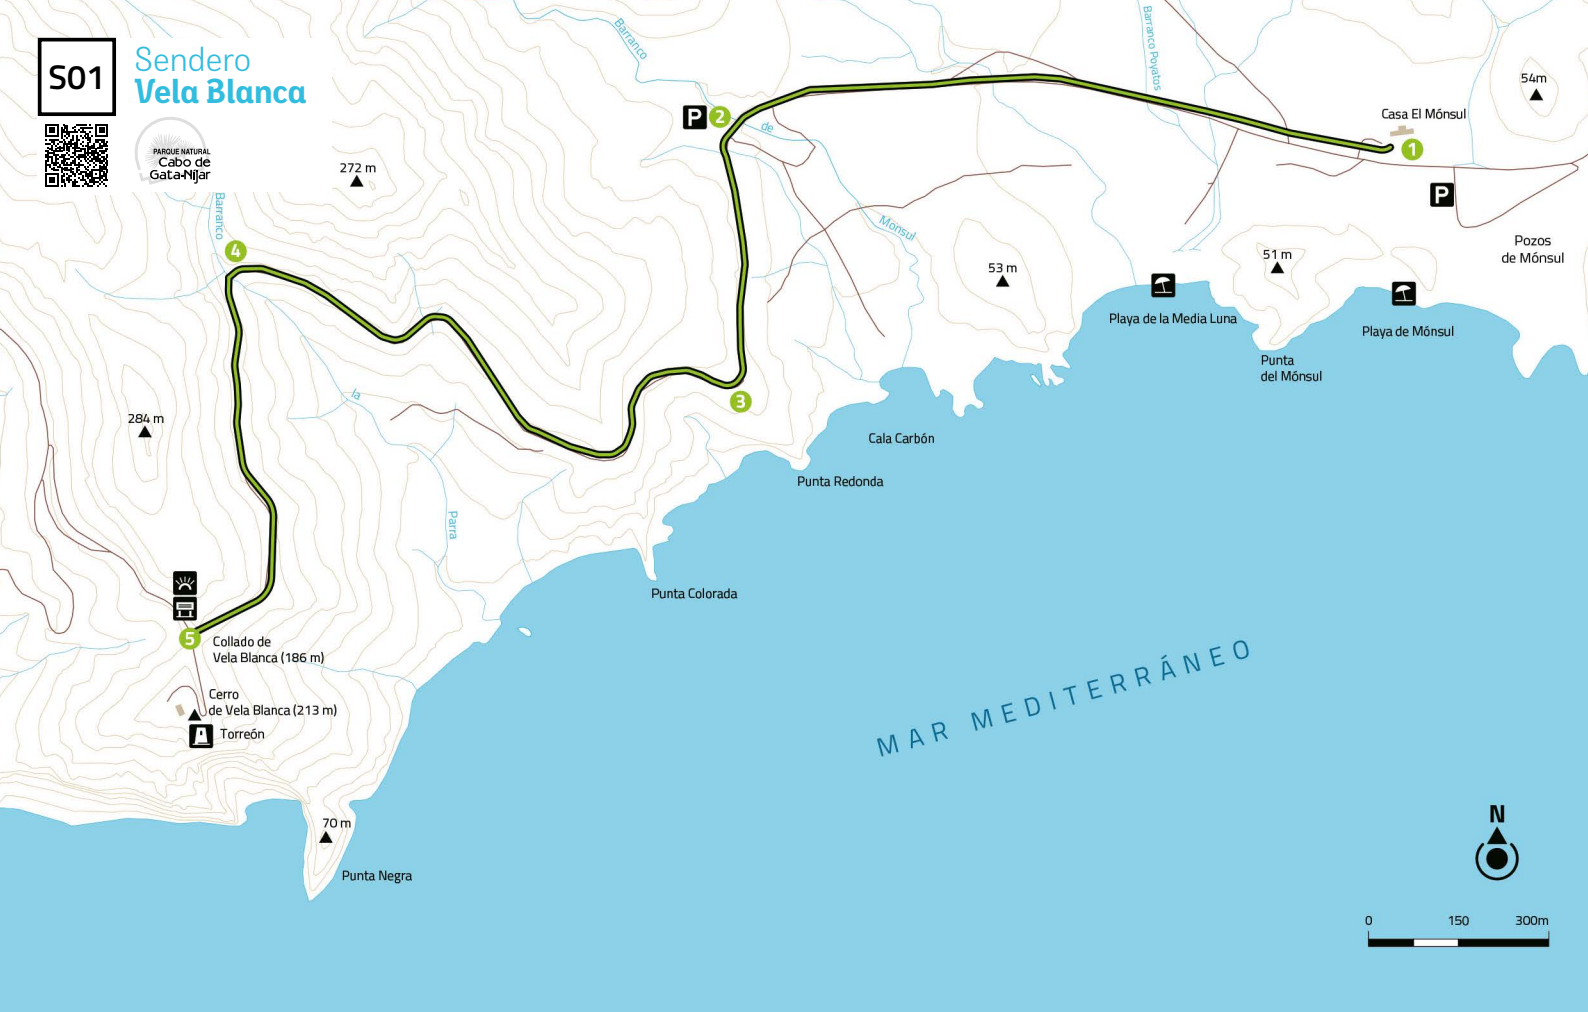 S01
Sendero
Vela Blanca
PARQUE NATURAL
Cabo de
Gata-Níjar
Barranco
Barranco Poyatos
54m
P
2
de
Casa El Mónsul
1
272 m
P
Barranco
Monsul
4
Pozos
de Mónsul
51 m
53 m
Playa de la Media Luna
Playa de Mónsul
Punta
del Mónsul
la
3
284 m
Cala Carbón
Punta Redonda
Parra
Punta Colorada
5
Collado de
Vela Blanca (186 m)
MAR MEDITERRÁNEO
Cerro
de Vela Blanca (213 m)
Torreón
70 m
Punta Negra
N
0 150 300m